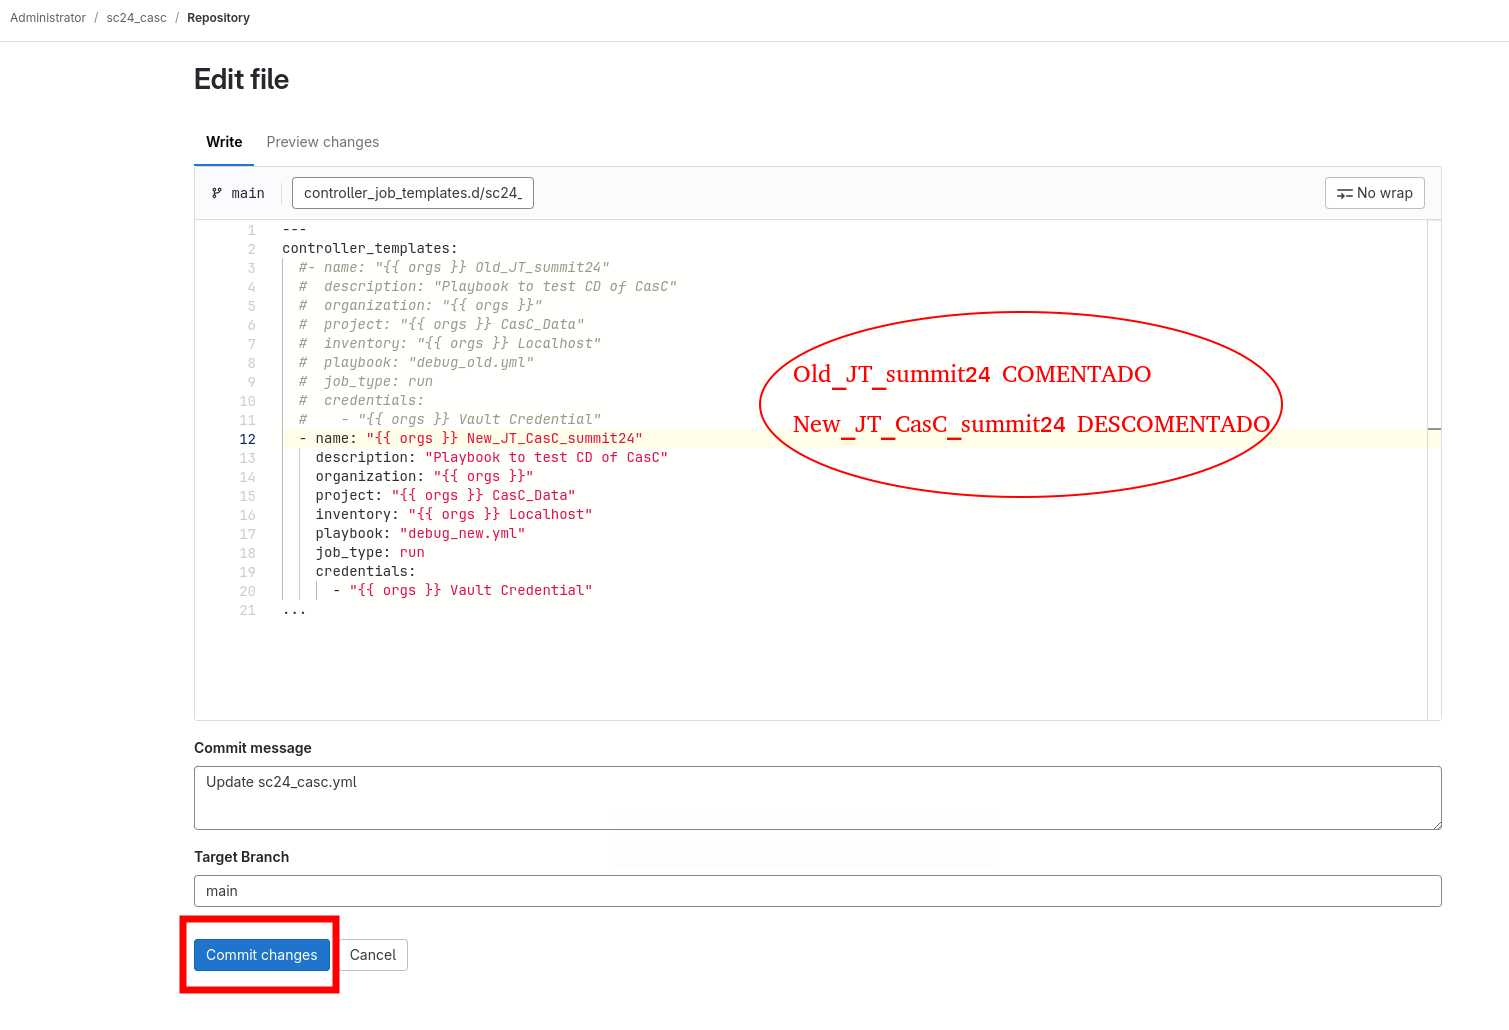 Administrator / sc24_casc / Repository
Edit file
Write Preview changes
main controller_job_templates.d/sc24_ No wrap
1 ---
2 controller_templates:
3 #- name: "{{ orgs }} Old_JT_summit24"
4 # description: "Playbook to test CD of CasC"
5 # organization: "{{ orgs }}"
6 # project: "{{ orgs }} CasC_Data"
7 # inventory: "{{ orgs }} Localhost"
8 # playbook: "debug_old.yml"
9 # job_type: run
10 # credentials:
11 # - "{{ orgs }} Vault Credential"
12 - name: "{{ orgs }} New_JT_CasC_summit24"
13 description: "Playbook to test CD of CasC"
14 organization: "{{ orgs }}"
15 project: "{{ orgs }} CasC_Data"
16 inventory: "{{ orgs }} Localhost"
17 playbook: "debug_new.yml"
18 job_type: run
19 credentials:
20 - "{{ orgs }} Vault Credential"
21 ...
Old_JT_summit24 COMENTADO
New_JT_CasC_summit24 DESCOMENTADO
Commit message
Update sc24_casc.yml
Target Branch
main
Commit changes Cancel